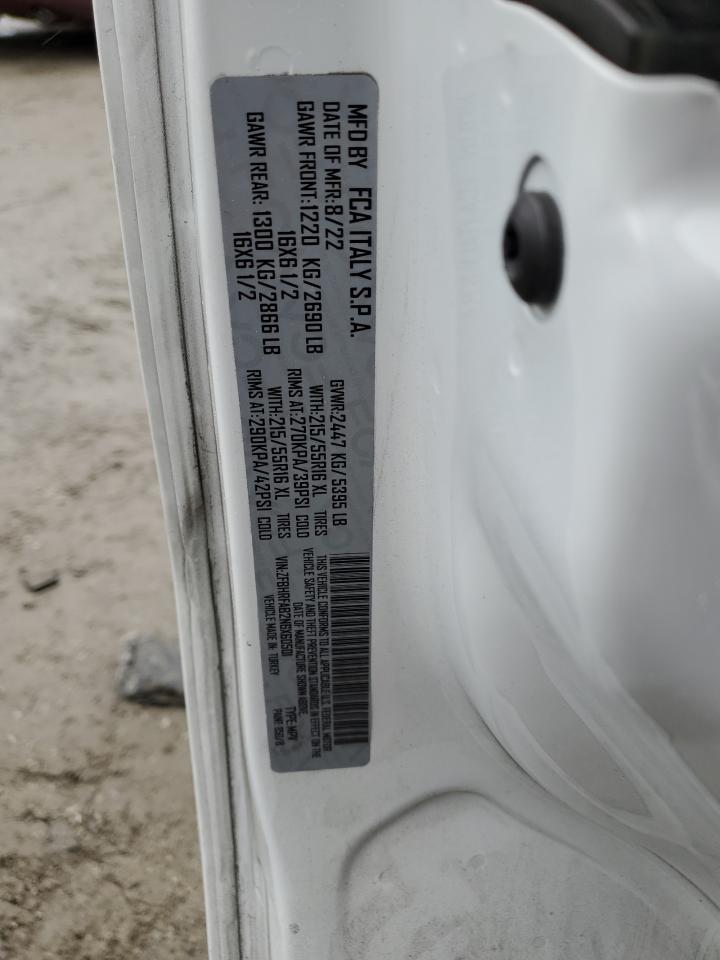 MFD BY FCA ITALY S.P.A.
DATE OF MFR:8/22 GVWR:2447 KG/5395 LB
GAWR FRONT:1220 KG/2690 LB WITH:215/55R16 XL TIRES
16X6 1/2 RIMS AT:270KPA/39PSI COLD
GAWR REAR: 1300 KG/2866 LB WITH:215/55R16 XL TIRES
16X6 1/2 RIMS AT:290KPA/42PSI COLD
THIS VEHICLE CONFORMS TO ALL APPLICABLE U.S. FEDERAL MOTOR
VEHICLE SAFETY AND THEFT PREVENTION STANDARDS IN EFFECT ON THE
DATE OF MANUFACTURE SHOWN ABOVE
VIN:ZFBHRFAB2N6X60501 TYPE:MPV
VEHICLE MADE IN: TURKEY